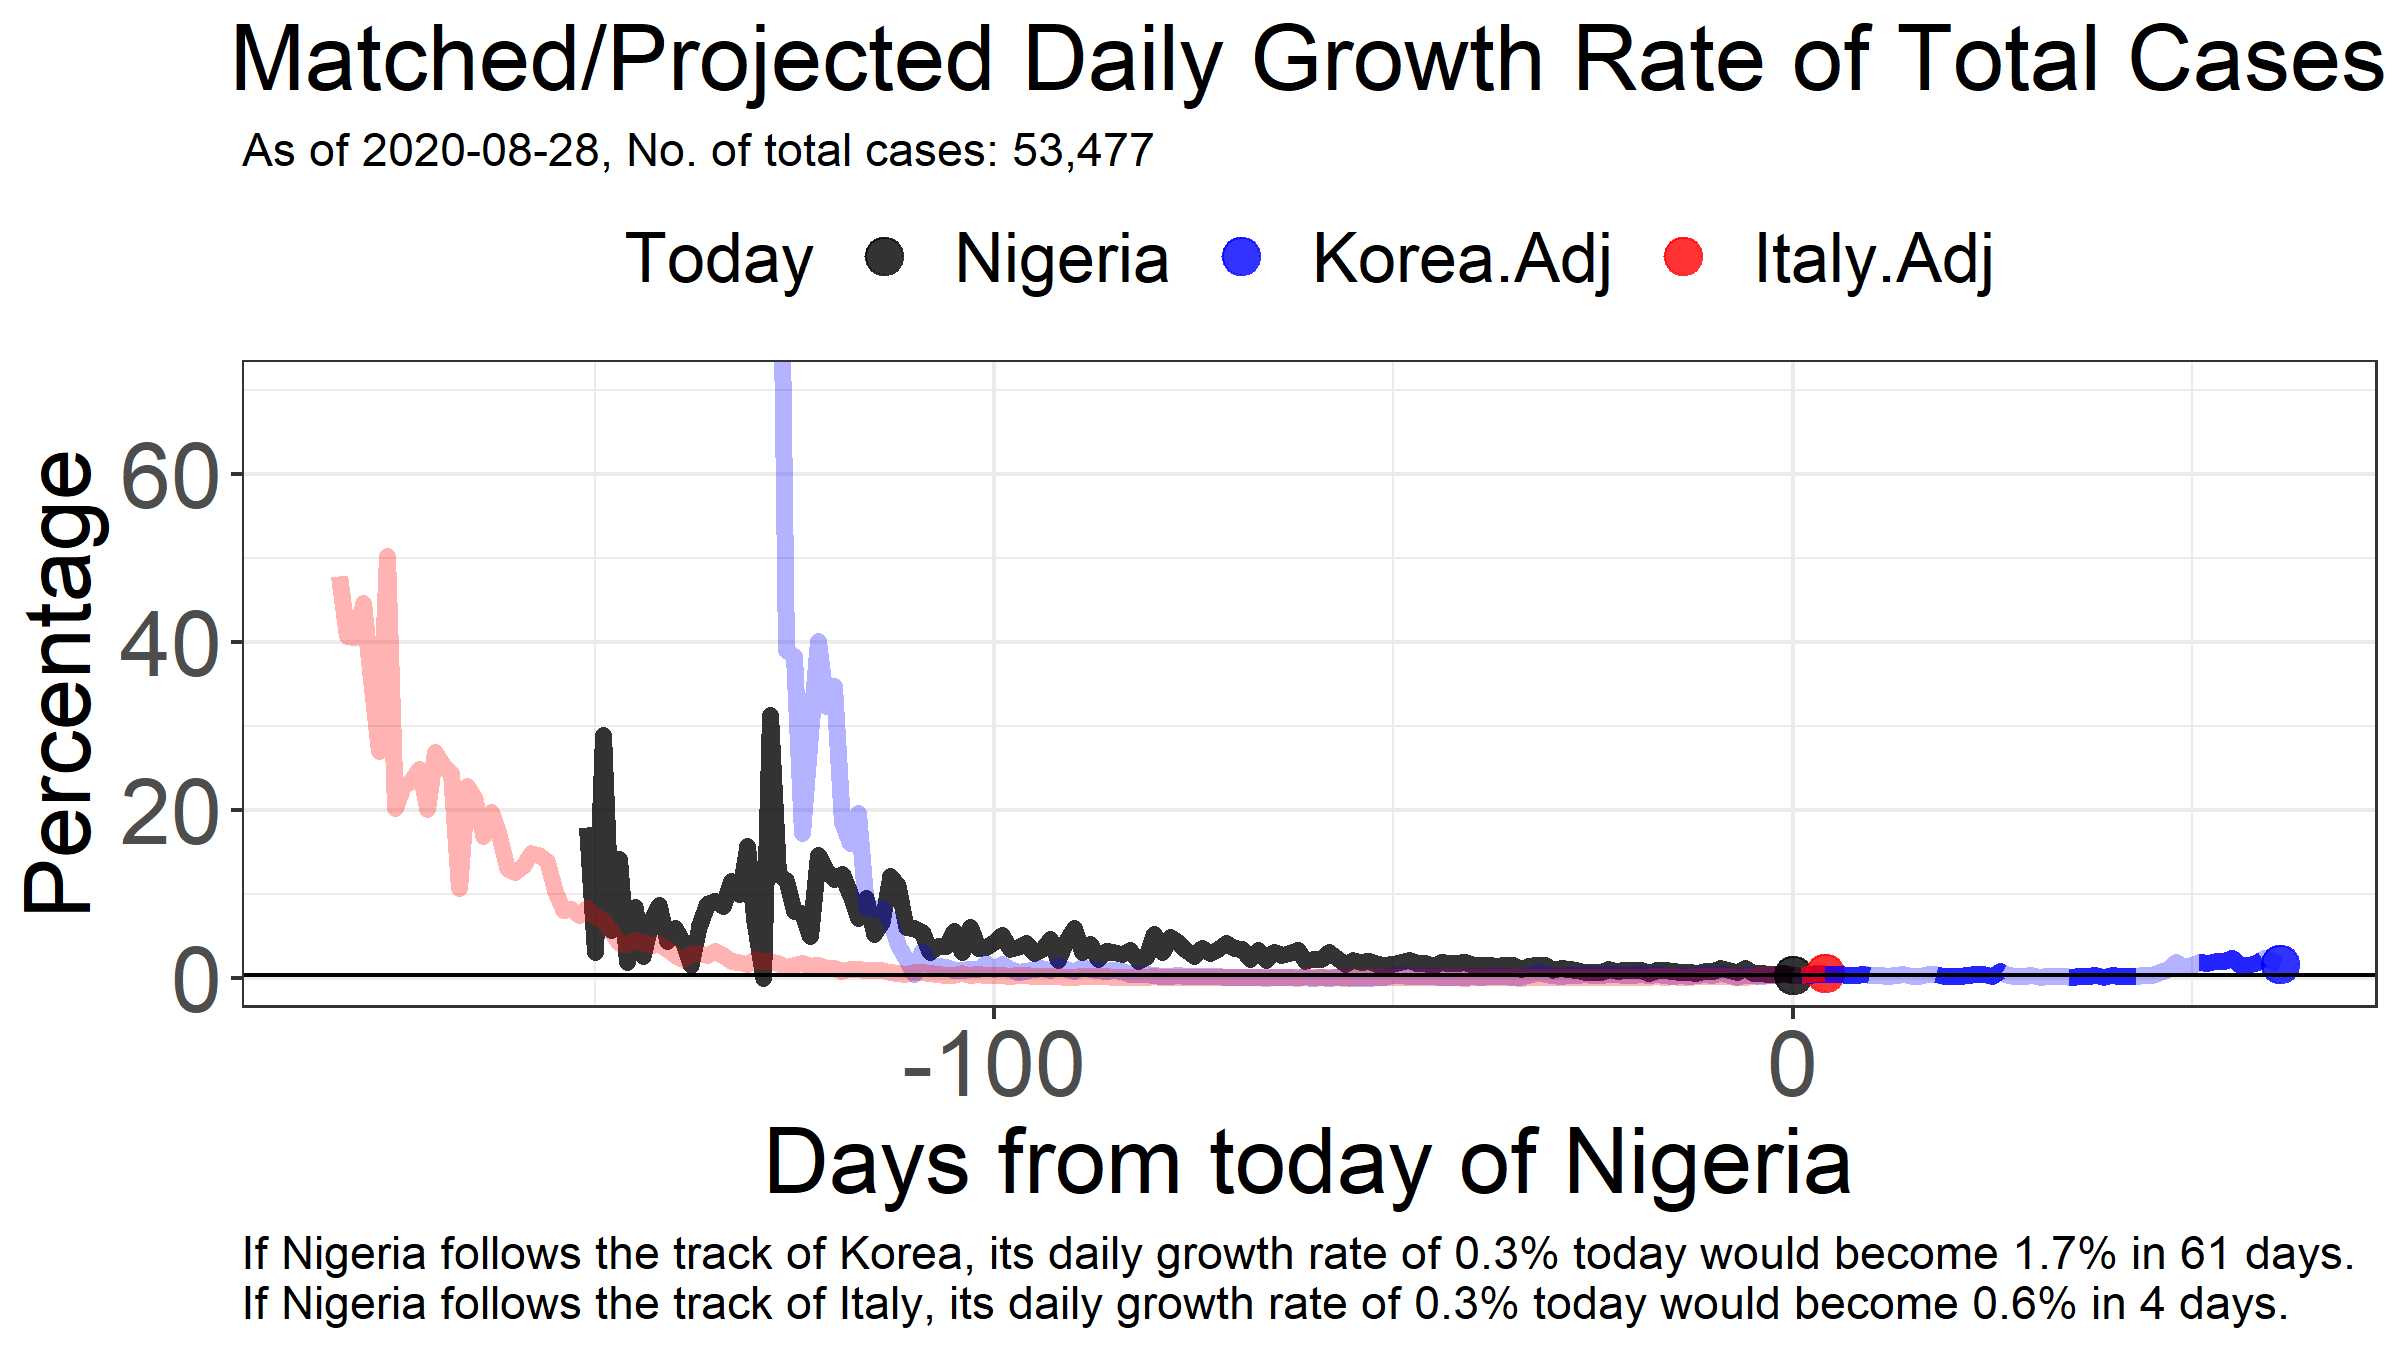 Matched/Projected Daily Growth Rate of Total Cases
As of 2020-08-28, No. of total cases: 53,477
Today Nigeria Korea.Adj Italy.Adj
Percentage
60
40
20
0
-100 0
Days from today of Nigeria
If Nigeria follows the track of Korea, its daily growth rate of 0.3% today would become 1.7% in 61 days.
If Nigeria follows the track of Italy, its daily growth rate of 0.3% today would become 0.6% in 4 days.